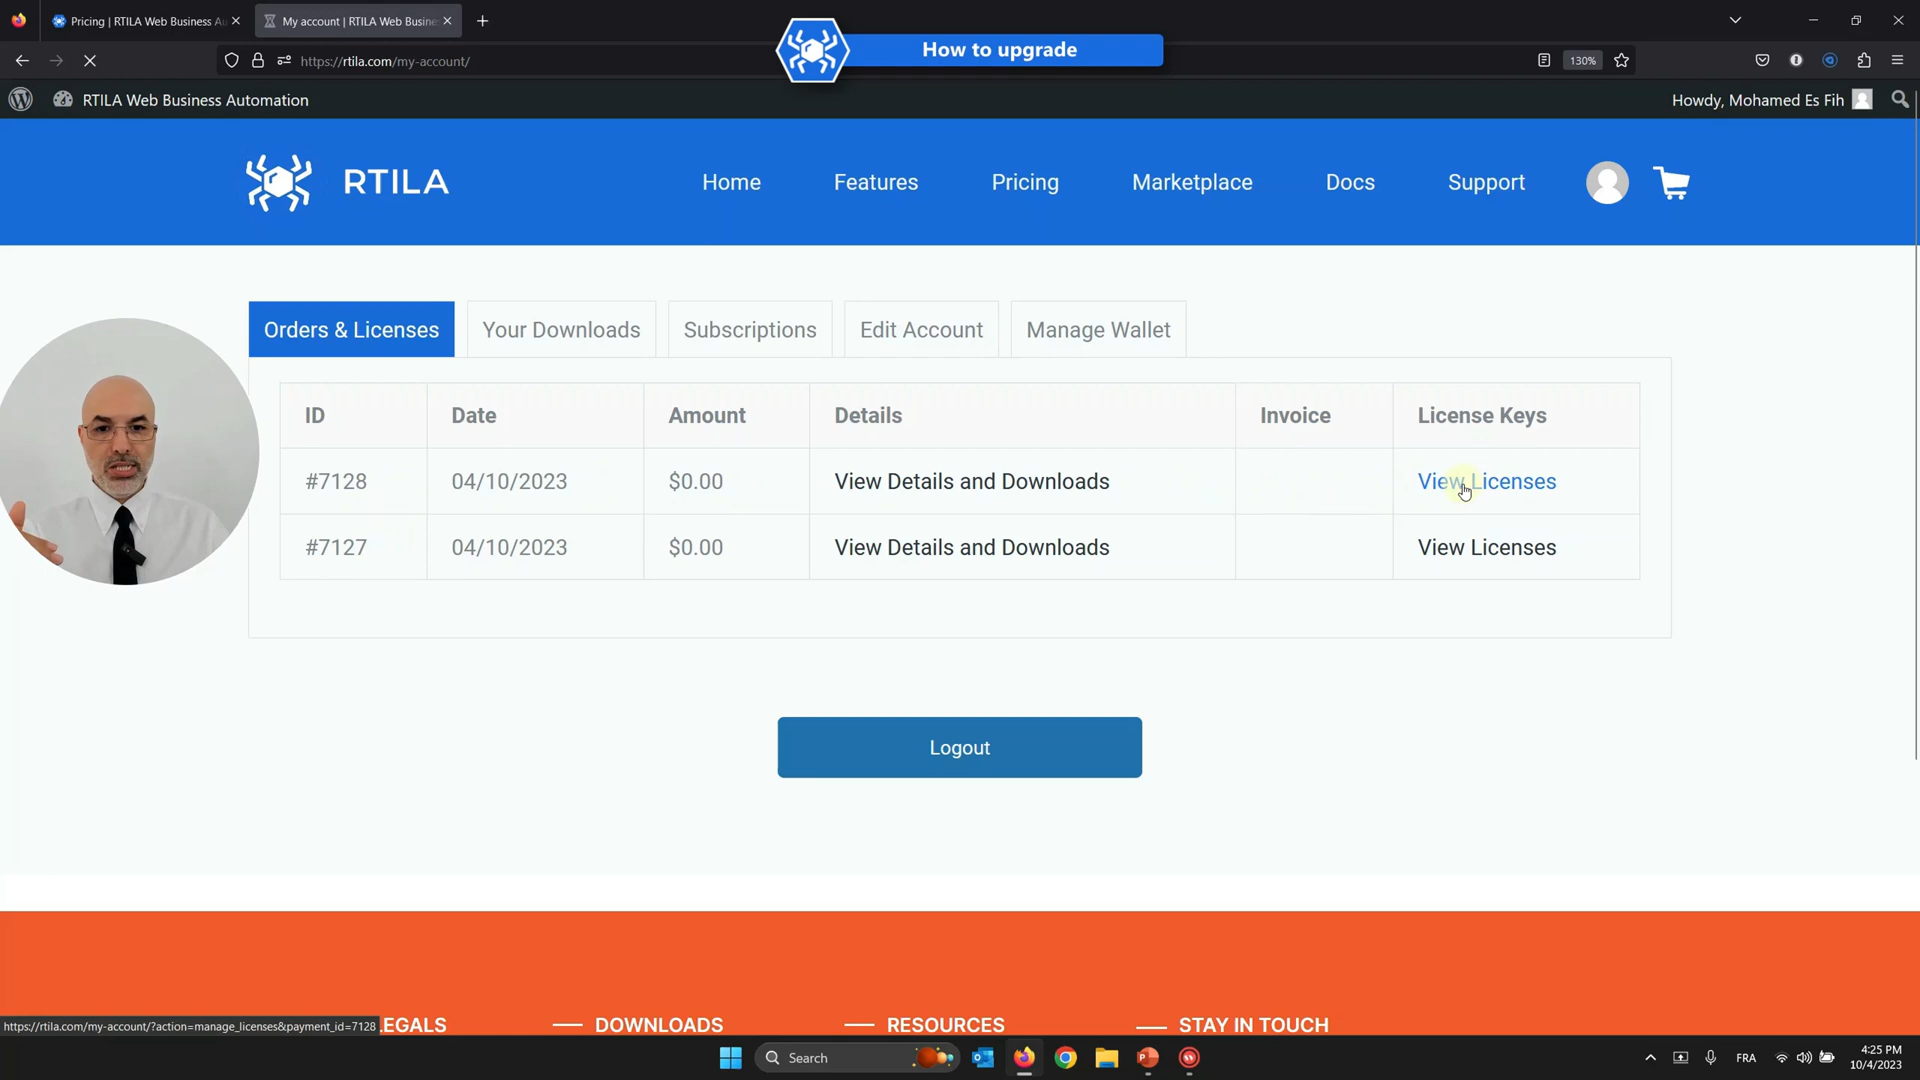 Pricing | RTILA Web Business Au
My account | RTILA Web Busine
How to upgrade
https://rtila.com/my-account/
130%
RTILA Web Business Automation
Howdy, Mohamed Es Fih
RTILA
Home
Features
Pricing
Marketplace
Docs
Support
Orders & Licenses
Your Downloads
Subscriptions
Edit Account
Manage Wallet
ID Date Amount Details Invoice License Keys
#7128 04/10/2023 $0.00 View Details and Downloads View Licenses
#7127 04/10/2023 $0.00 View Details and Downloads View Licenses
Logout
https://rtila.com/my-account/?action=manage_licenses&payment_id=7128
EGALS
DOWNLOADS
RESOURCES
STAY IN TOUCH
Search
FRA
4:25 PM
10/4/2023